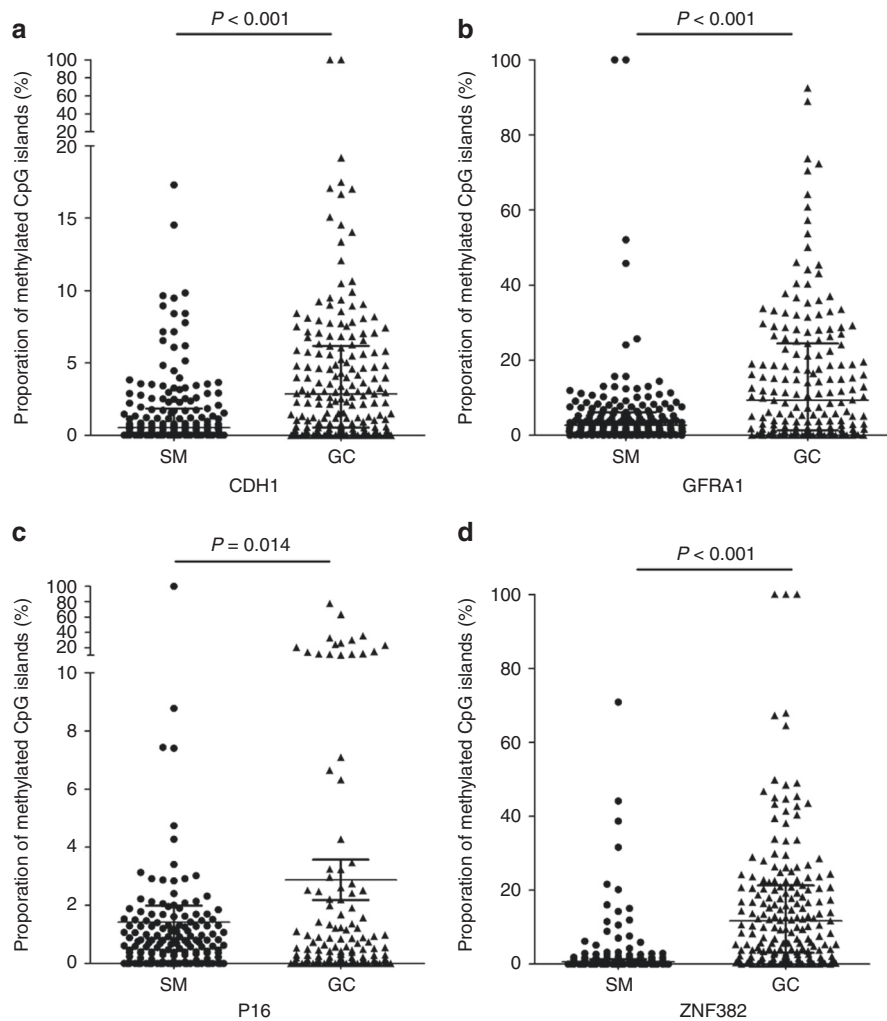 a
P < 0.001
Proporation of methylated CpG islands (%)
100
80
60
40
20
20
15
10
5
0
SM
GC
CDH1
b
P < 0.001
Proporation of methylated CpG islands (%)
100
80
60
40
20
0
SM
GC
GFRA1
c
P = 0.014
Proporation of methylated CpG islands (%)
100
80
60
40
20
10
8
6
4
2
0
SM
GC
P16
d
P < 0.001
Proporation of methylated CpG islands (%)
100
80
60
40
20
0
SM
GC
ZNF382